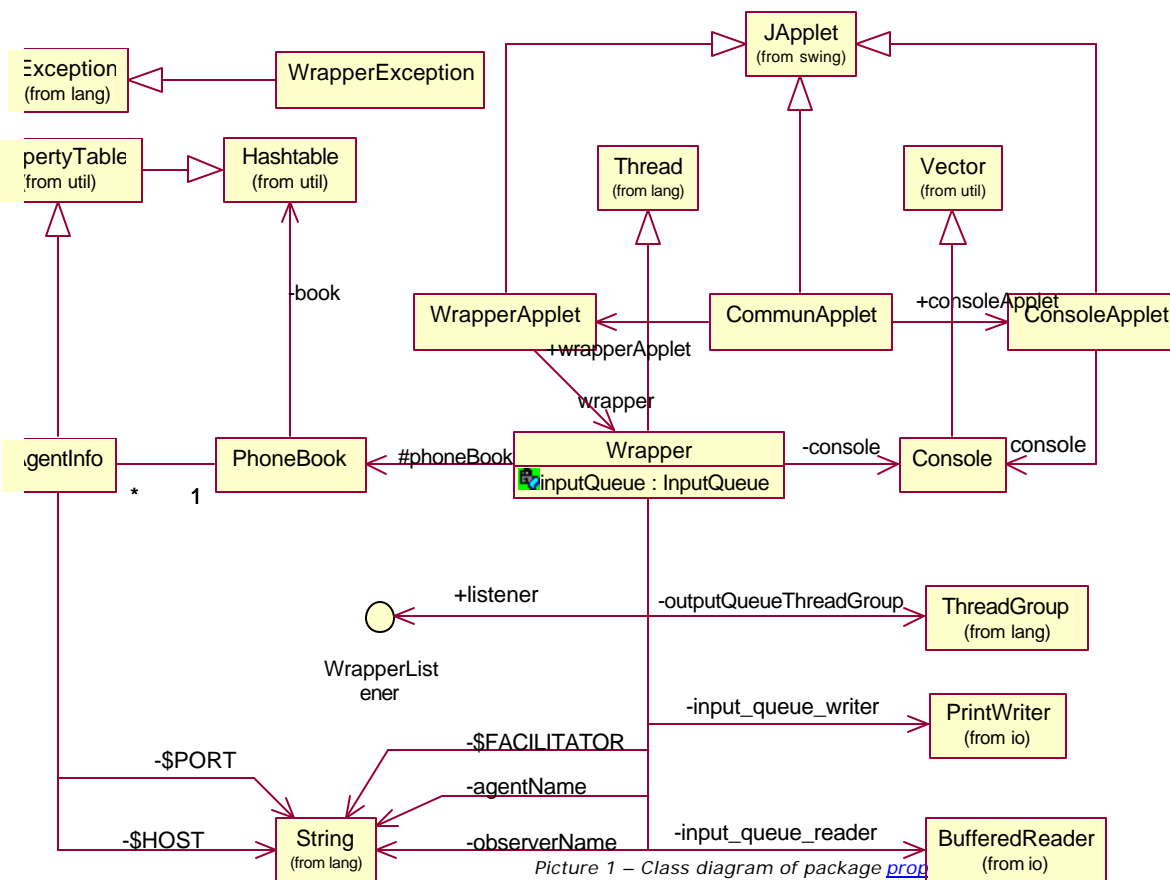 JApplet
(from swing)
Exception
(from lang)
WrapperException
pertyTable
(from util)
Hashtable
(from util)
Thread
(from lang)
Vector
(from util)
-book
WrapperApplet
CommunApplet
+consoleApplet
ConsoleApplet
+wrapperApplet
wrapper
AgentInfo
PhoneBook
#phoneBook
Wrapper
inputQueue : InputQueue
-console
Console
console
*
1
+listener
-outputQueueThreadGroup
ThreadGroup
(from lang)
WrapperList
ener
-input_queue_writer
PrintWriter
(from io)
-$FACILITATOR
-$PORT
-agentName
-$HOST
String
(from lang)
-observerName
-input_queue_reader
BufferedReader
(from io)
Picture 1 – Class diagram of package prop